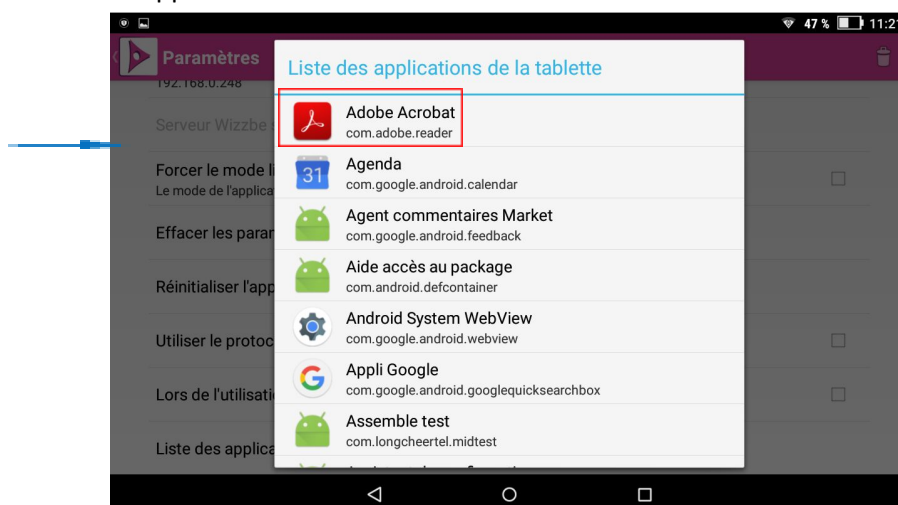 47 % 11:21
Paramètres
192.168.0.248
Serveur Wizzbe
Forcer le mode
Le mode de l'applica
Effacer les param
Réinitialiser l'app
Utiliser le protoc
Lors de l'utilisati
Liste des applica
Liste des applications de la tablette
Adobe Acrobat
com.adobe.reader
31
Agenda
com.google.android.calendar
Agent commentaires Market
com.google.android.feedback
Aide accès au package
com.android.defcontainer
Android System WebView
com.google.android.webview
Appli Google
com.google.android.googlequicksearchbox
Assemble test
com.longcheertel.midtest